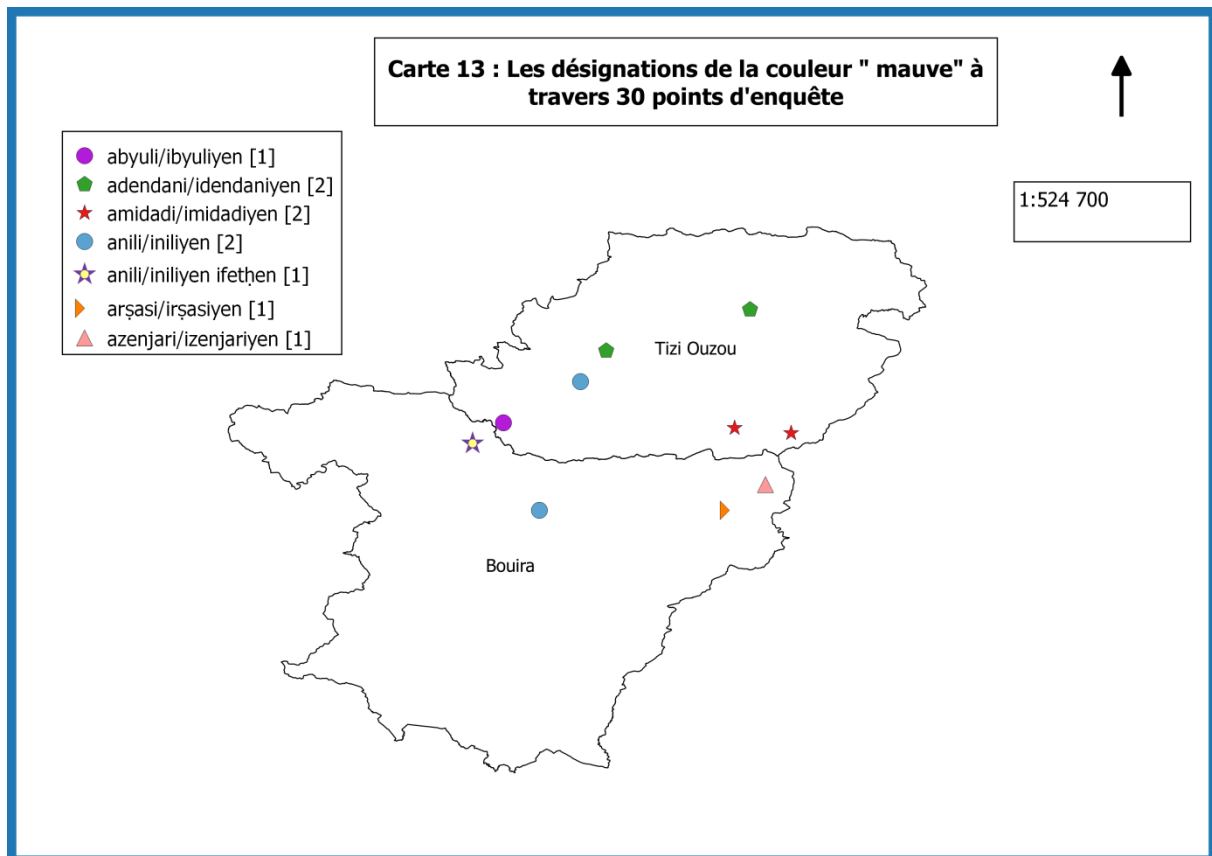 Carte 13 : Les désignations de la couleur " mauve" à
travers 30 points d'enquête
abyuli/ibyuliyen [1]
adendani/idendaniyen [2]
amidadi/imidadiyen [2]
anili/iniliyen [2]
anili/iniliyen ifetḥen [1]
arṣasi/irṣasiyen [1]
azenjari/izenjariyen [1]
1:524 700
Tizi Ouzou
Bouira